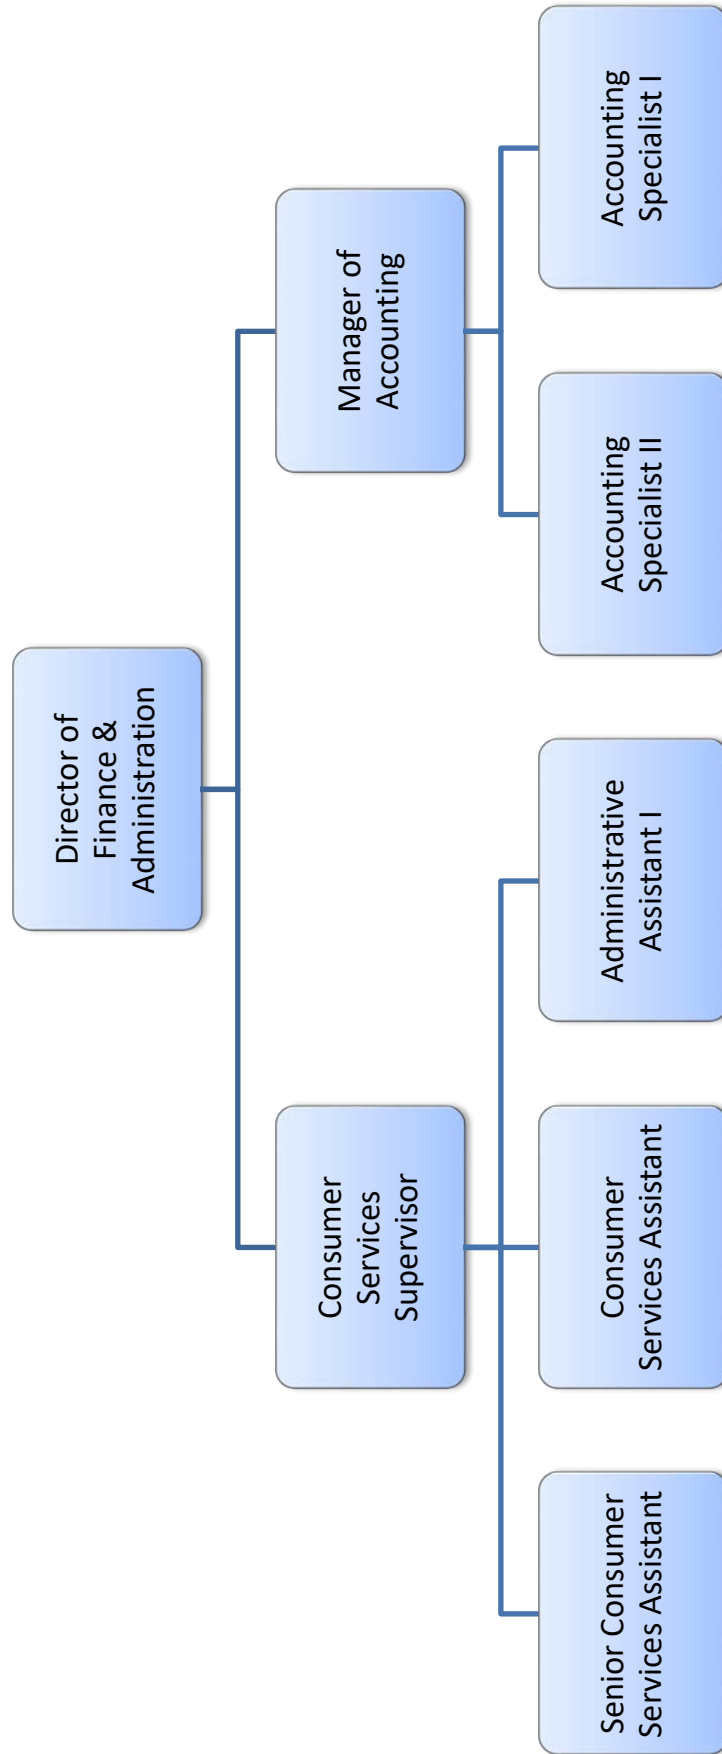 Director of
Finance &
Administration
Consumer
Services
Supervisor
Manager of
Accounting
Senior Consumer
Services Assistant
Consumer
Services Assistant
Administrative
Assistant I
Accounting
Specialist II
Accounting
Specialist I